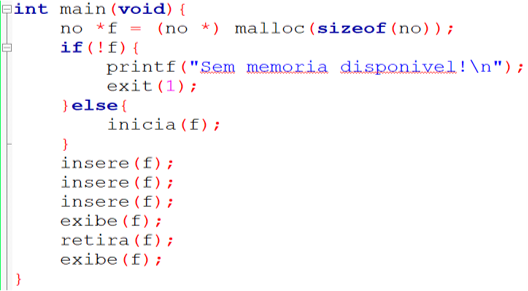 int main(void){
no *f = (no *) malloc(sizeof(no));
if(!f){
printf("Sem memoria disponivel!\n");
exit(1);
}else{
inicia(f);
}
insere(f);
insere(f);
insere(f);
exibe(f);
retira(f);
exibe(f);
}